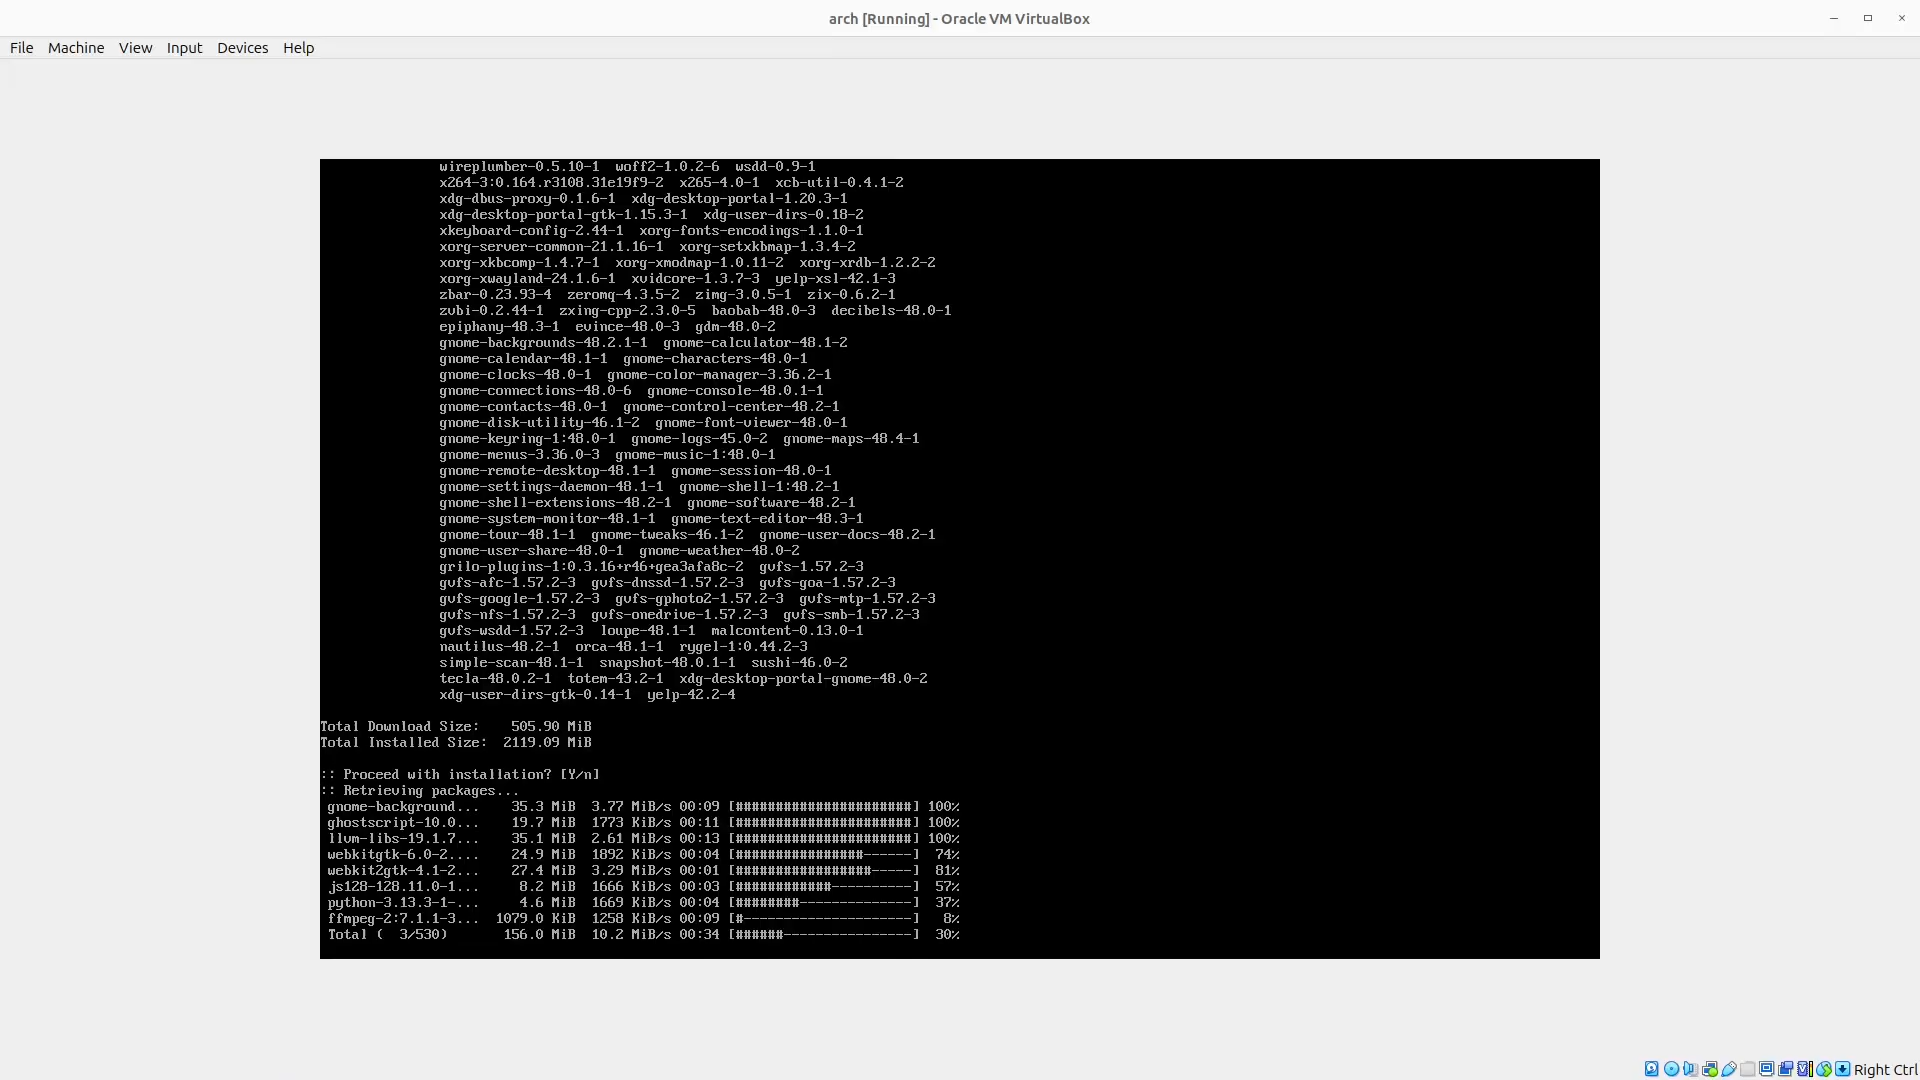 arch [Running] - Oracle VM VirtualBox
File Machine View Input Devices Help
wireplumber-0.5.10-1 woff2-1.0.2-6 wsdd-0.9-1
x264-3:0.164.r3108.31e19f9-2 x265-4.0-1 xcb-util-0.4.1-2
xdg-dbus-proxy-0.1.6-1 xdg-desktop-portal-1.20.3-1
xdg-desktop-portal-gtk-1.15.3-1 xdg-user-dirs-0.18-2
xkeyboard-config-2.44-1 xorg-fonts-encodings-1.1.0-1
xorg-server-common-21.1.16-1 xorg-setxkbmap-1.3.4-2
xorg-xkbcomp-1.4.7-1 xorg-xmodmap-1.0.11-2 xorg-xrdb-1.2.2-2
xorg-xwayland-24.1.6-1 xvidcore-1.3.7-3 yelp-xsl-42.1-3
zbar-0.23.93-4 zeromq-4.3.5-2 zimg-3.0.5-1 zix-0.6.2-1
zvbi-0.2.44-1 zxing-cpp-2.3.0-5 baobab-48.0-3 decibels-48.0-1
epiphany-48.3-1 evince-48.0-3 gdm-48.0-2
gnome-backgrounds-48.2.1-1 gnome-calculator-48.1-2
gnome-calendar-48.1-1 gnome-characters-48.0-1
gnome-clocks-48.0-1 gnome-color-manager-3.36.2-1
gnome-connections-48.0-6 gnome-console-48.0.1-1
gnome-contacts-48.0-1 gnome-control-center-48.2-1
gnome-disk-utility-46.1-2 gnome-font-viewer-48.0-1
gnome-keyring-1:48.0-1 gnome-logs-45.0-2 gnome-maps-48.4-1
gnome-menus-3.36.0-3 gnome-music-1:48.0-1
gnome-remote-desktop-48.1-1 gnome-session-48.0-1
gnome-settings-daemon-48.1-1 gnome-shell-1:48.2-1
gnome-shell-extensions-48.2-1 gnome-software-48.2-1
gnome-system-monitor-48.1-1 gnome-text-editor-48.3-1
gnome-tour-48.1-1 gnome-tweaks-46.1-2 gnome-user-docs-48.2-1
gnome-user-share-48.0-1 gnome-weather-48.0-2
grilo-plugins-1:0.3.16+r46+gea3afa8c-2 gvfs-1.57.2-3
gvfs-afc-1.57.2-3 gvfs-dnssd-1.57.2-3 gvfs-goa-1.57.2-3
gvfs-google-1.57.2-3 gvfs-gphoto2-1.57.2-3 gvfs-mtp-1.57.2-3
gvfs-nfs-1.57.2-3 gvfs-onedrive-1.57.2-3 gvfs-smb-1.57.2-3
gvfs-wsdd-1.57.2-3 loupe-48.1-1 malcontent-0.13.0-1
nautilus-48.2-1 orca-48.1-1 rygel-1:0.44.2-3
simple-scan-48.1-1 snapshot-48.0.1-1 sushi-46.0-2
tecla-48.0.2-1 totem-43.2-1 xdg-desktop-portal-gnome-48.0-2
xdg-user-dirs-gtk-0.14-1 yelp-42.2-4
Total Download Size: 505.90 MiB
Total Installed Size: 2119.09 MiB
:: Proceed with installation? [Y/n]
:: Retrieving packages...
gnome-background... 35.3 MiB 3.77 MiB/s 00:09 [######################] 100%
ghostscript-10.0... 19.7 MiB 1773 KiB/s 00:11 [######################] 100%
llvm-libs-19.1.7... 35.1 MiB 2.61 MiB/s 00:13 [######################] 100%
webkitgtk-6.0-2.... 24.9 MiB 1892 KiB/s 00:04 [################------] 74%
webkit2gtk-4.1-2... 27.4 MiB 3.29 MiB/s 00:01 [#################-----] 81%
js128-128.11.0-1... 8.2 MiB 1666 KiB/s 00:03 [############----------] 57%
python-3.13.3-1-... 4.6 MiB 1669 KiB/s 00:04 [########--------------] 37%
ffmpeg-2:7.1.1-3... 1079.0 KiB 1258 KiB/s 00:09 [#---------------------] 8%
Total ( 3/530) 156.0 MiB 10.2 MiB/s 00:34 [######----------------] 30%
Right Ctrl